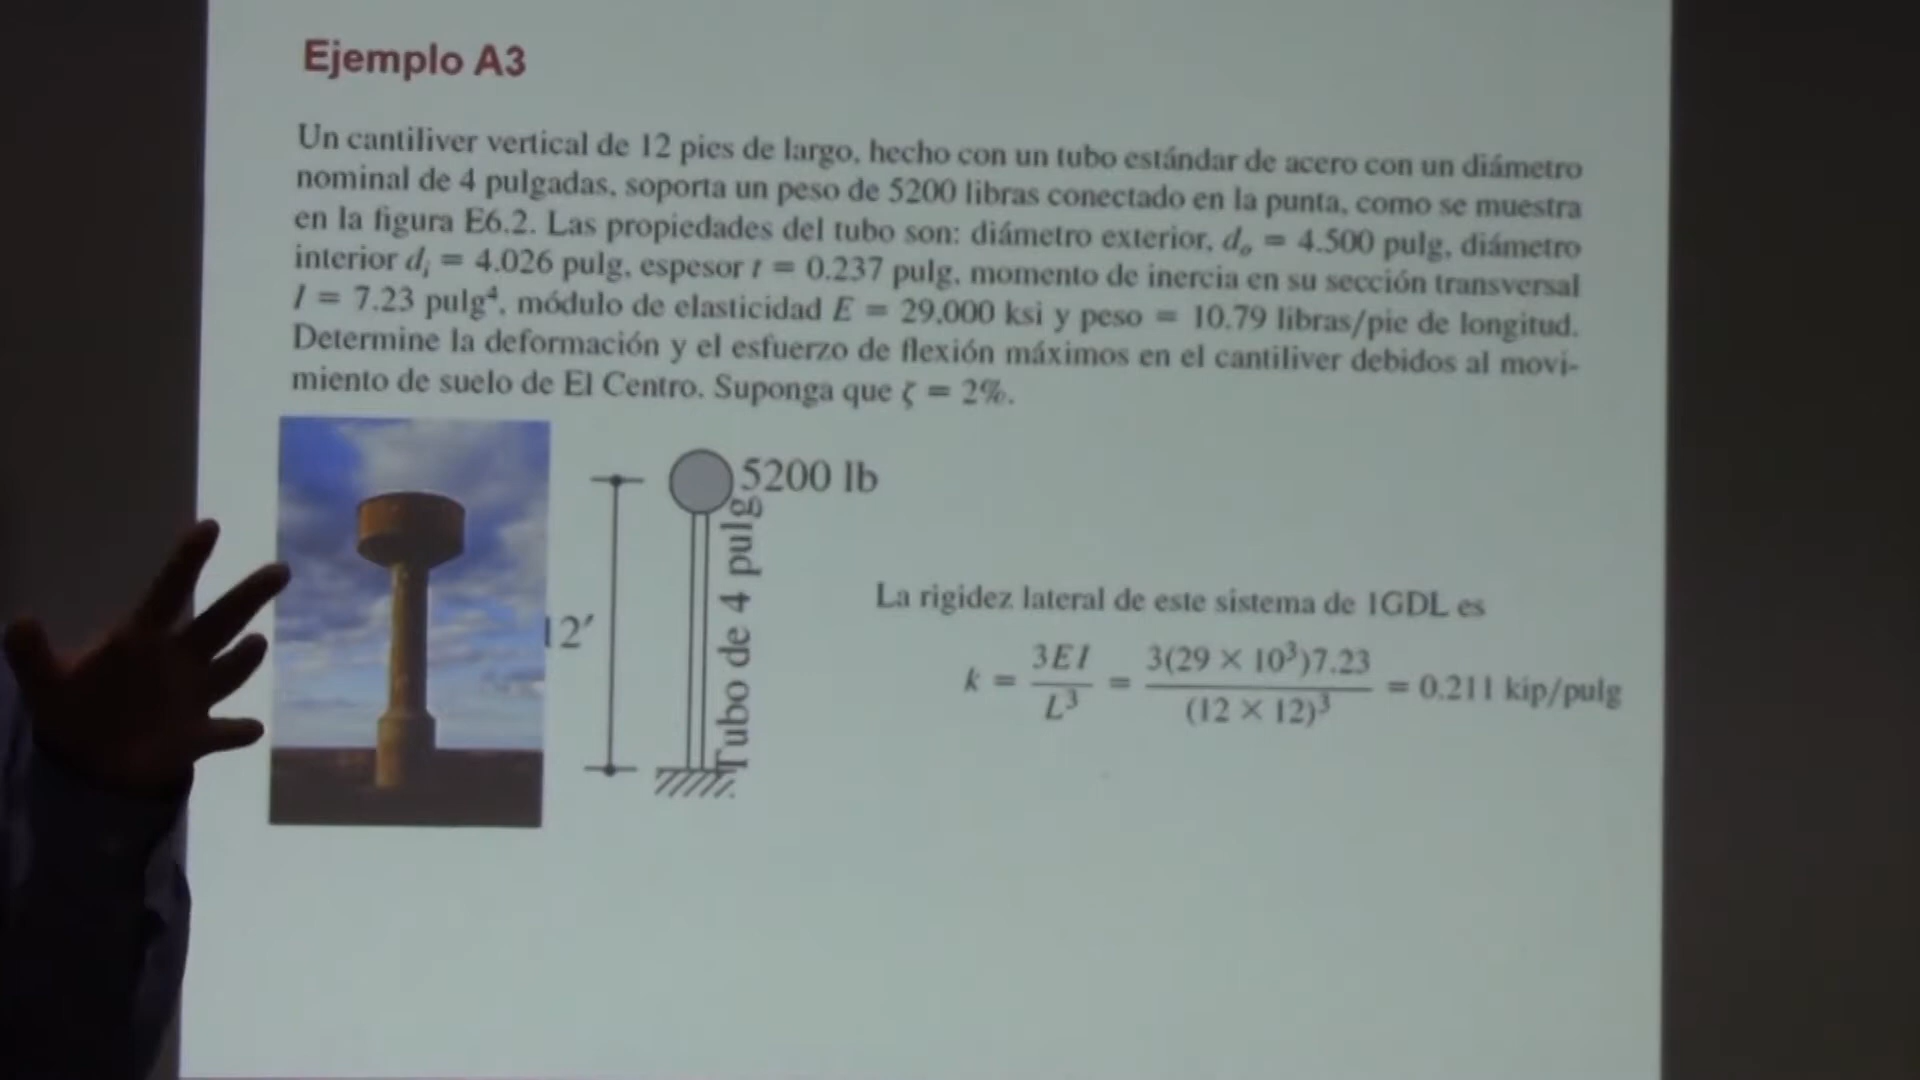 Ejemplo A3
Un cantiliver vertical de 12 pies de largo, hecho con un tubo estándar de acero con un diámetro
nominal de 4 pulgadas, soporta un peso de 5200 libras conectado en la punta, como se muestra
en la figura E6.2. Las propiedades del tubo son: diámetro exterior, dₒ = 4.500 pulg, diámetro
interior dᵢ = 4.026 pulg, espesor t = 0.237 pulg, momento de inercia en su sección transversal
I = 7.23 pulg⁴, módulo de elasticidad E = 29,000 ksi y peso = 10.79 libras/pie de longitud.
Determine la deformación y el esfuerzo de flexión máximos en el cantiliver debidos al movi-
miento de suelo de El Centro. Suponga que ζ = 2%.
5200 lb
Tubo de 4 pulg
12′
La rigidez lateral de este sistema de 1GDL es
k = 3EI / L³ = 3(29 × 10³)7.23 / (12 × 12)³ = 0.211 kip/pulg